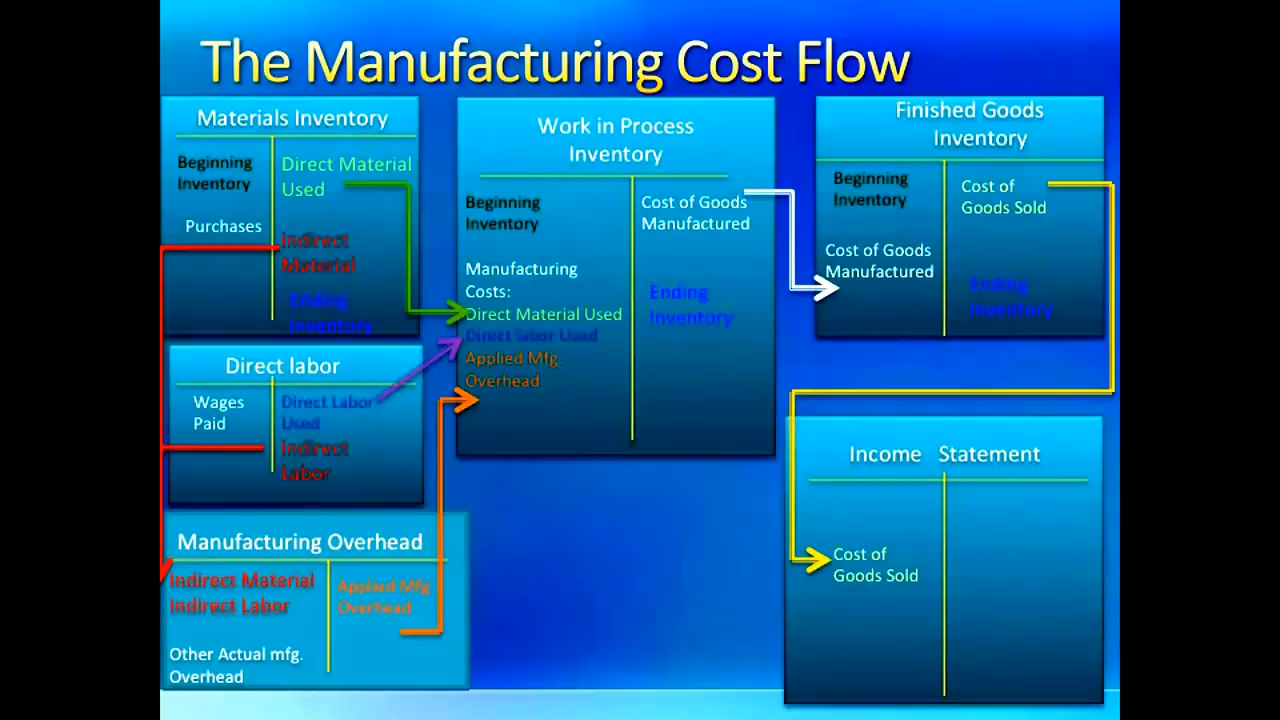 The Manufacturing Cost Flow
Materials Inventory
Beginning
Inventory
Purchases
Direct Material
Used
Indirect
Material
Ending
Inventory
Direct labor
Wages
Paid
Direct Labor
Used
Indirect
Labor
Manufacturing Overhead
Indirect Material
Indirect Labor
Other Actual mfg.
Overhead
Applied Mfg
Overhead
Work in Process
Inventory
Beginning
Inventory
Manufacturing
Costs:
Direct Material Used
Direct labor Used
Applied Mfg.
Overhead
Cost of Goods
Manufactured
Ending
Inventory
Finished Goods
Inventory
Beginning
Inventory
Cost of Goods
Manufactured
Cost of
Goods Sold
Ending
Inventory
Income Statement
Cost of
Goods Sold